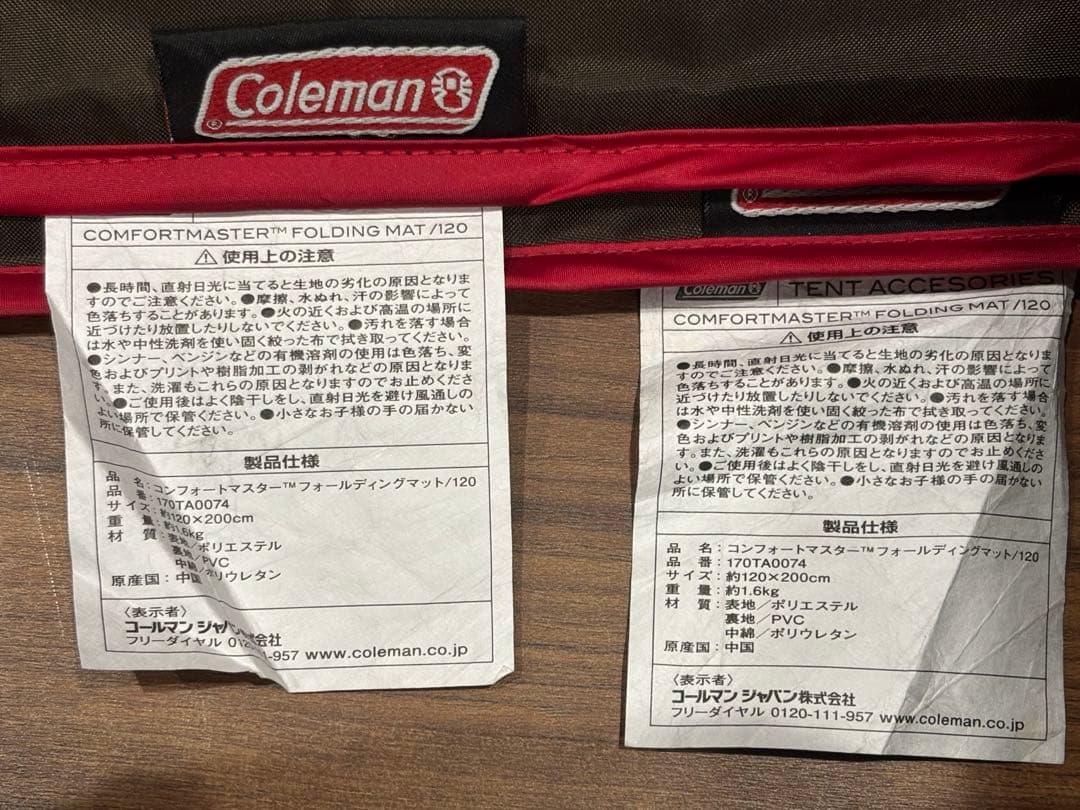 Coleman
®
COMFORTMASTER™ FOLDING MAT/120
⚠使用上の注意
●長時間、直射日光に当てると生地の劣化の原因となりま
すのでご注意ください。●摩擦、水ぬれ、汗の影響によって
色落ちすることがあります。●火の近くおよび高温の場所に
近づけたり放置したりしないでください。●汚れを落す場合
は水や中性洗剤を使い固く絞った布で拭き取ってください。
●シンナー、ベンジンなどの有機溶剤の使用は色落ち、変
色およびプリントや樹脂加工の剥がれなどの原因となりま
す。また、洗濯もこれらの原因となりますのでお止めくださ
い。●ご使用後はよく陰干しをし、直射日光を避け風通しの
よい場所で保管ください。●小さなお子様の手の届かない
所に保管してください。
製品仕様
品 名：コンフォートマスター™フォールディングマット/120
品 番：170TA0074
サイズ：約120×200cm
重 量：約1.6kg
材 質：表地／ポリエステル
裏地／PVC
中綿／ポリウレタン
原産国：中国
〈表示者〉
コールマン ジャパン 会社
フリーダイヤル 012 -957 www.coleman.co.jp
®
Coleman
TENT ACCESORIES
COMFORTMASTER™ FOLDING MAT/120
⚠使用上の注意
●長時間、直射日光に当てると生地の劣化の原因となりま
すのでご注意ください。●摩擦、水ぬれ、汗の影響によって
色落ちすることがあります。●火の近くおよび高温の場所に
近づけたり放置したりしないでください。●汚れを落す場合
は水や中性洗剤を使い固く絞った布で拭き取ってください。
●シンナー、ベンジンなどの有機溶剤の使用は色落ち、変
色およびプリントや樹脂加工の剥がれなどの原因となりま
す。また、洗濯もこれらの原因となりますのでお止めくださ
い。●ご使用後はよく陰干しをし、直射日光を避け風通しの
よい場所で保管ください。●小さなお子様の手の届かない
所に保管してください。
製品仕様
品 名：コンフォートマスター™フォールディングマット/120
品 番：170TA0074
サイズ：約120×200cm
重 量：約1.6kg
材 質：表地／ポリエステル
裏地／PVC
中綿／ポリウレタン
原産国：中国
〈表示者〉
コールマン ジャパン株式会社
フリーダイヤル 0120-111-957 www.coleman.co.jp